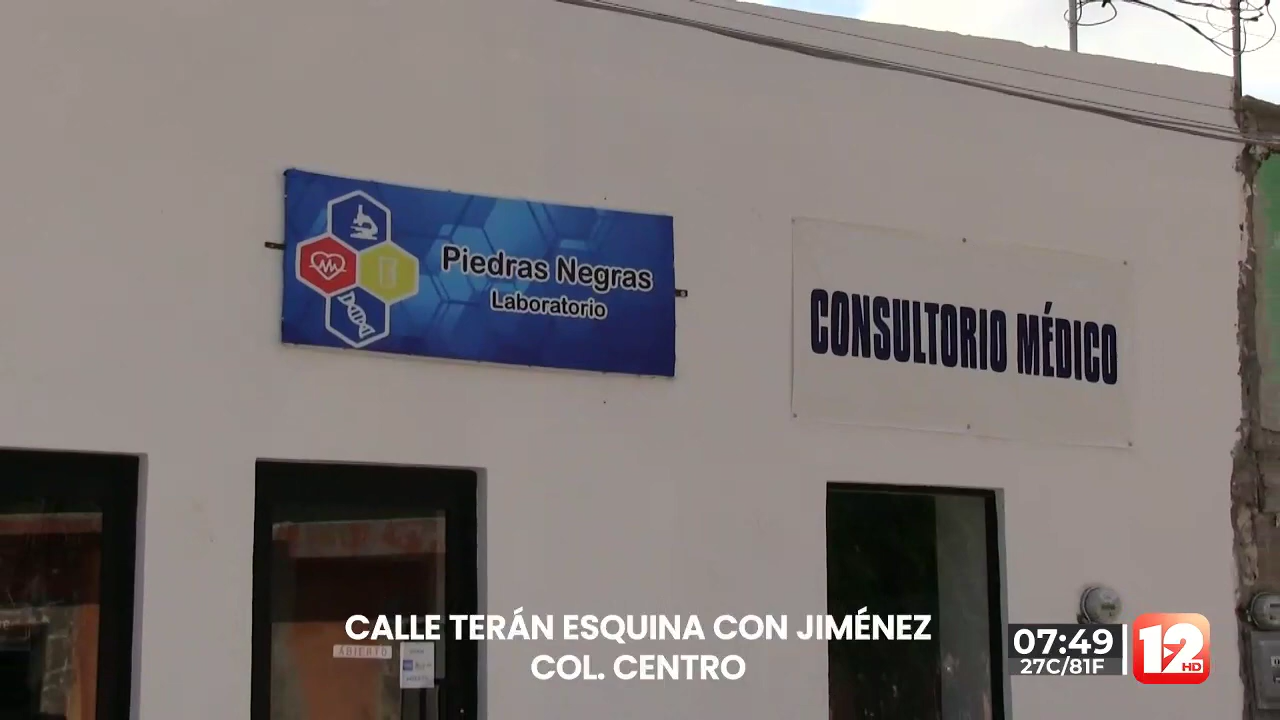 Piedras Negras
Laboratorio
CONSULTORIO MÉDICO
ABIERTO
CALLE TERÁN ESQUINA CON JIMÉNEZ
COL. CENTRO
07:49
27C/81F
12
HD